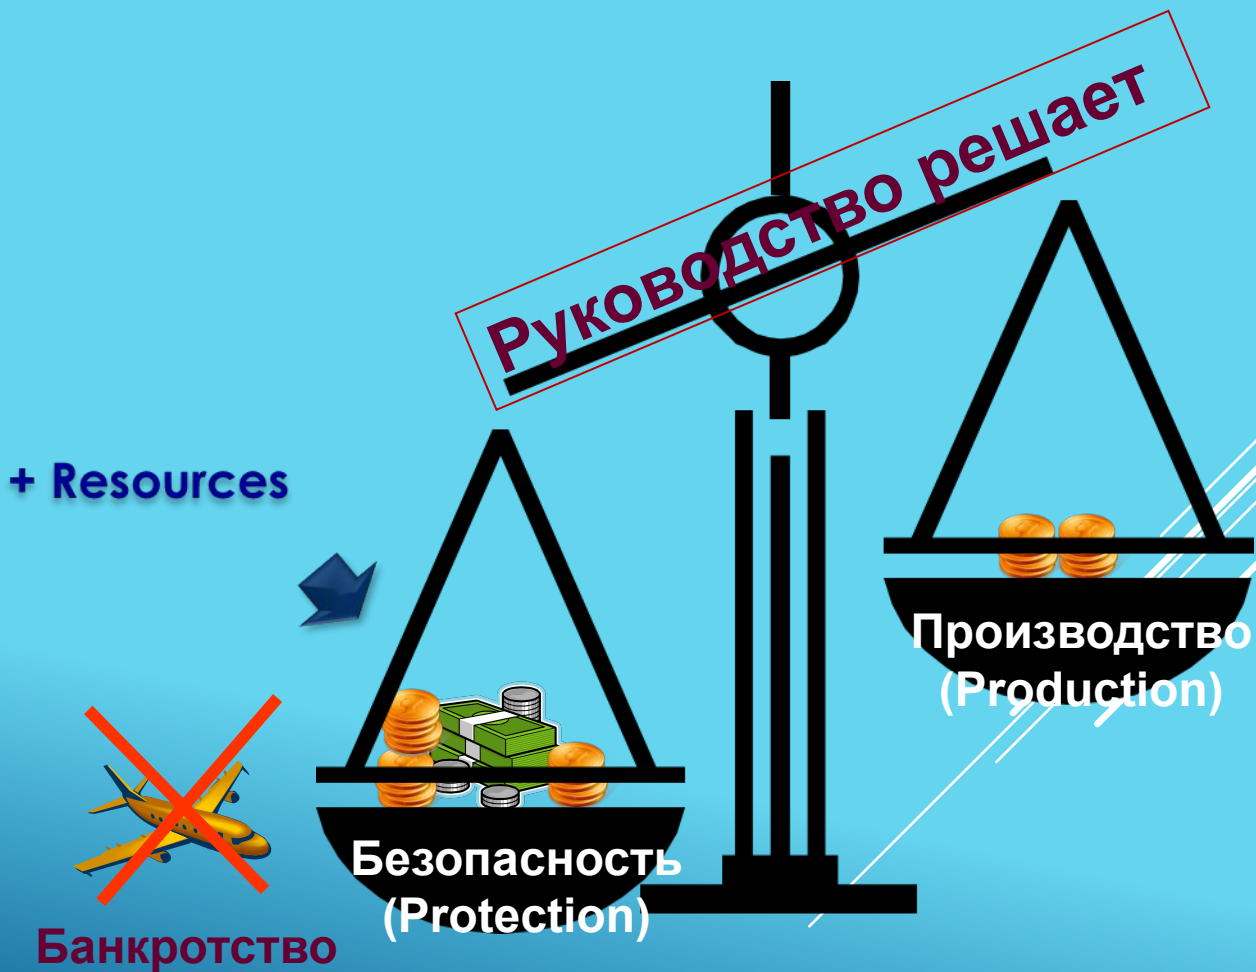 Руководство решает
+ Resources
Производство
(Production)
Безопасность
(Protection)
Банкротство